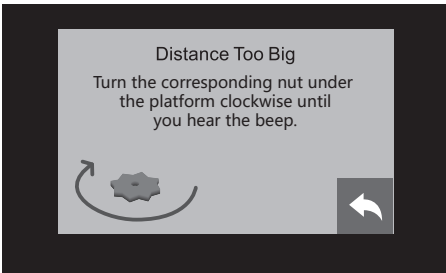 Distance Too Big
Turn the corresponding nut under
the platform clockwise until
you hear the beep.